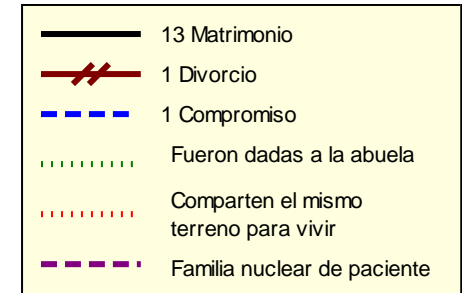 13 Matrimonio
1 Divorcio
1 Compromiso
Fueron dadas a la abuela
Comparten el mismo
terreno para vivir
Familia nuclear de paciente